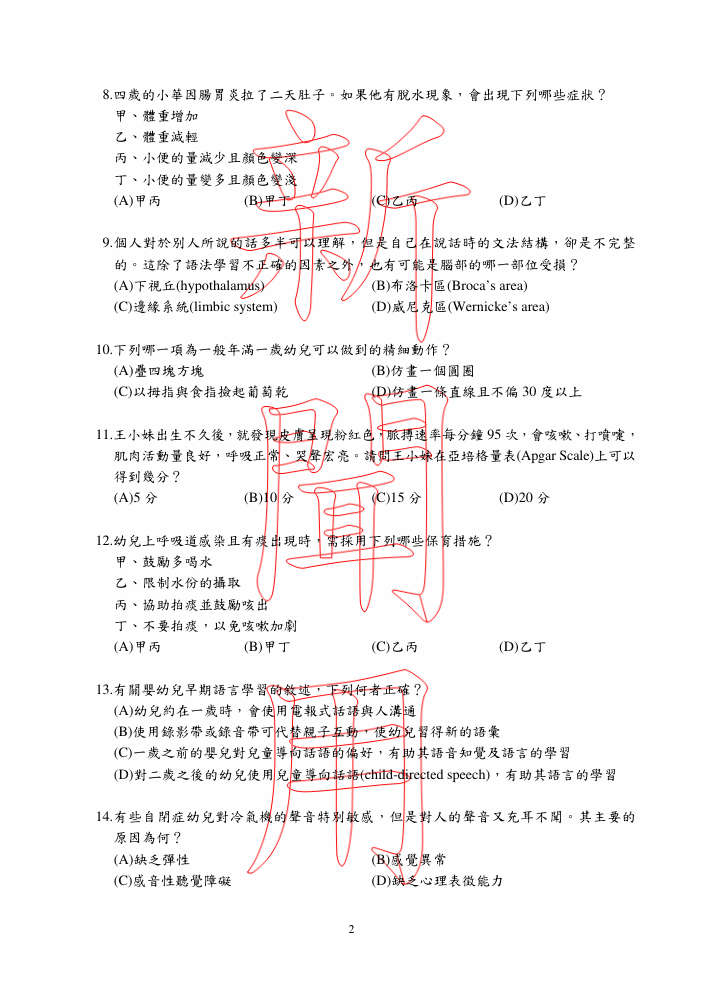 8.四歲的小華因腸胃炎拉了二天肚子。如果他有脫水現象，會出現下列哪些症狀？
甲、體重增加
乙、體重減輕
丙、小便的量減少且顏色變深
丁、小便的量變多且顏色變淺
(A)甲丙 (B)甲丁 (C)乙丙 (D)乙丁
9.個人對於別人所說的話多半可以理解，但是自己在說話時的文法結構，卻是不完整
的。這除了語法學習不正確的因素之外，也有可能是腦部的哪一部位受損？
(A)下視丘(hypothalamus) (B)布洛卡區(Broca’s area)
(C)邊緣系統(limbic system) (D)威尼克區(Wernicke’s area)
10.下列哪一項為一般年滿一歲幼兒可以做到的精細動作？
(A)疊四塊方塊 (B)仿畫一個圓圈
(C)以拇指與食指撿起葡萄乾 (D)仿畫一條直線且不偏 30 度以上
11.王小妹出生不久後，就發現皮膚呈現粉紅色，脈搏速率每分鐘 95 次，會咳嗽、打噴嚏，
肌肉活動量良好，呼吸正常、哭聲宏亮。請問王小妹在亞培格量表(Apgar Scale)上可以
得到幾分？
(A)5 分 (B)10 分 (C)15 分 (D)20 分
12.幼兒上呼吸道感染且有痰出現時，需採用下列哪些保育措施？
甲、鼓勵多喝水
乙、限制水份的攝取
丙、協助拍痰並鼓勵咳出
丁、不要拍痰，以免咳嗽加劇
(A)甲丙 (B)甲丁 (C)乙丙 (D)乙丁
13.有關嬰幼兒早期語言學習的敘述，下列何者正確？
(A)幼兒約在一歲時，會使用電報式話語與人溝通
(B)使用錄影帶或錄音帶可代替親子互動，使幼兒習得新的語彙
(C)一歲之前的嬰兒對兒童導向話語的偏好，有助其語音知覺及語言的學習
(D)對二歲之後的幼兒使用兒童導向話語(child-directed speech)，有助其語言的學習
14.有些自閉症幼兒對冷氣機的聲音特別敏感，但是對人的聲音又充耳不聞。其主要的
原因為何？
(A)缺乏彈性 (B)感覺異常
(C)感音性聽覺障礙 (D)缺乏心理表徵能力
2
新聞用